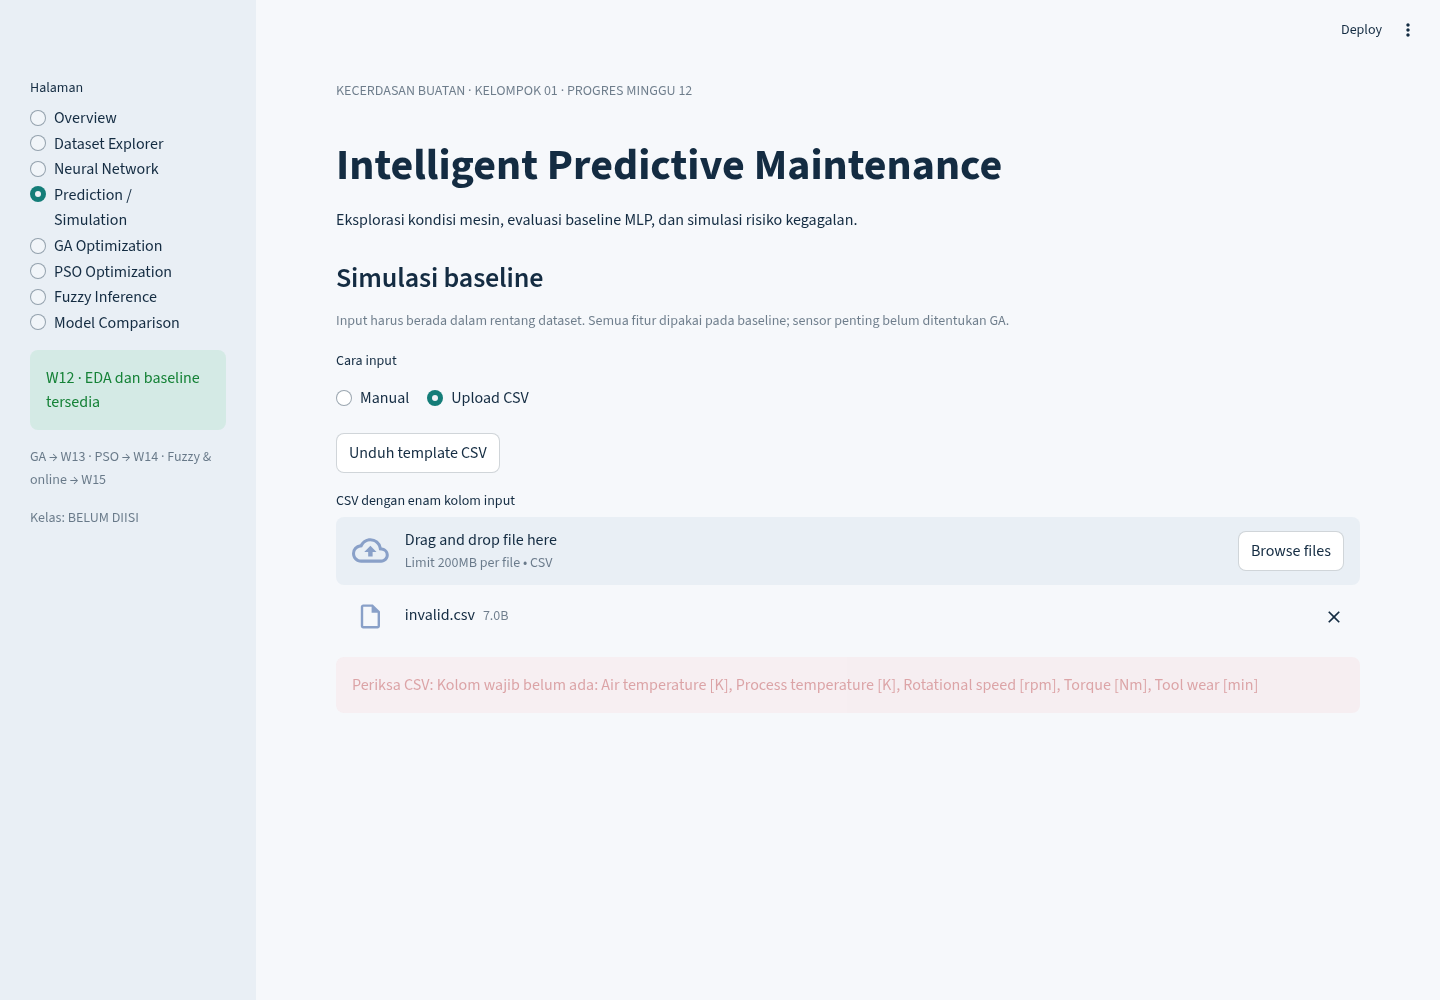 Deploy
Halaman
Overview
Dataset Explorer
Neural Network
Prediction /
Simulation
GA Optimization
PSO Optimization
Fuzzy Inference
Model Comparison
W12 · EDA dan baseline
tersedia
GA → W13 · PSO → W14 · Fuzzy &
online → W15
Kelas: BELUM DIISI
KECERDASAN BUATAN · KELOMPOK 01 · PROGRES MINGGU 12
Intelligent Predictive Maintenance
Eksplorasi kondisi mesin, evaluasi baseline MLP, dan simulasi risiko kegagalan.
Simulasi baseline
Input harus berada dalam rentang dataset. Semua fitur dipakai pada baseline; sensor penting belum ditentukan GA.
Cara input
Manual Upload CSV
Unduh template CSV
CSV dengan enam kolom input
Drag and drop file here
Limit 200MB per file • CSV
Browse files
invalid.csv 7.0B
Periksa CSV: Kolom wajib belum ada: Air temperature [K], Process temperature [K], Rotational speed [rpm], Torque [Nm], Tool wear [min]